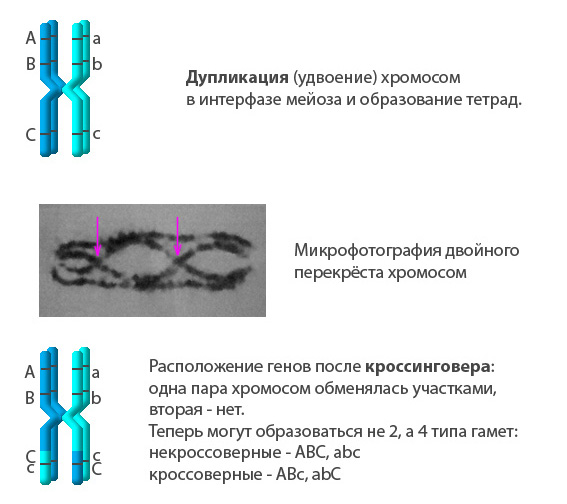 A a
B b
C c
Дупликация (удвоение) хромосом
в интерфазе мейоза и образование тетрад.
Микрофотография двойного
перекрёста хромосом
A a
B b
C c
c C
Расположение генов после кроссинговера:
одна пара хромосом обменялась участками,
вторая - нет.
Теперь могут образоваться не 2, а 4 типа гамет:
некроссоверные - ABC, abc
кроссоверные - ABc, abC